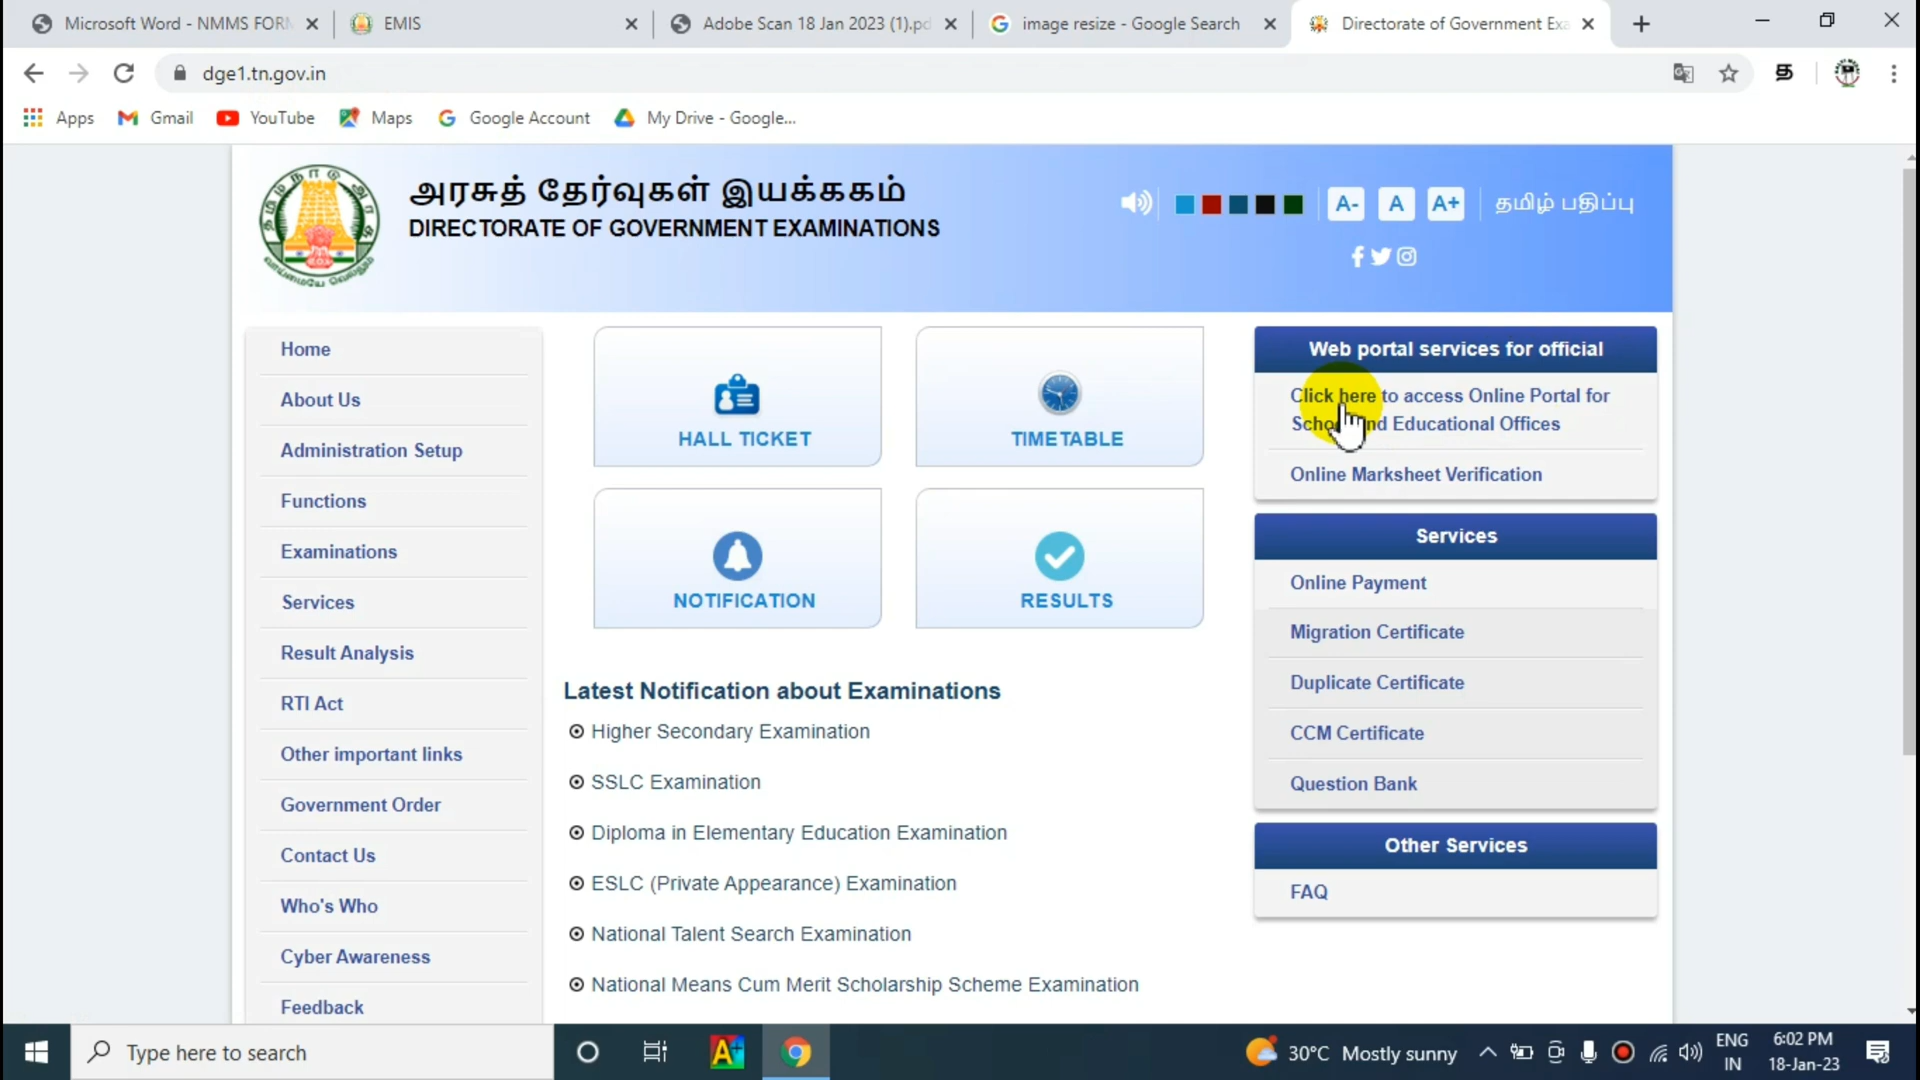 Microsoft Word - NMMS FORM
EMIS
Adobe Scan 18 Jan 2023 (1).pd
image resize - Google Search
Directorate of Government Exa
dge1.tn.gov.in
Apps
Gmail
YouTube
Maps
Google Account
My Drive - Google...
அரசுத் தேர்வுகள் இயக்ககம்
DIRECTORATE OF GOVERNMENT EXAMINATIONS
A-
A
A+
தமிழ் பதிப்பு
Home
About Us
Administration Setup
Functions
Examinations
Services
Result Analysis
RTI Act
Other important links
Government Order
Contact Us
Who's Who
Cyber Awareness
Feedback
HALL TICKET
TIMETABLE
NOTIFICATION
RESULTS
Latest Notification about Examinations
Higher Secondary Examination
SSLC Examination
Diploma in Elementary Education Examination
ESLC (Private Appearance) Examination
National Talent Search Examination
National Means Cum Merit Scholarship Scheme Examination
Web portal services for official
Click here to access Online Portal for
and Educational Offices
Online Marksheet Verification
Services
Online Payment
Migration Certificate
Duplicate Certificate
CCM Certificate
Question Bank
Other Services
FAQ
Type here to search
30°C Mostly sunny
ENG
IN
6:02 PM
18-Jan-23